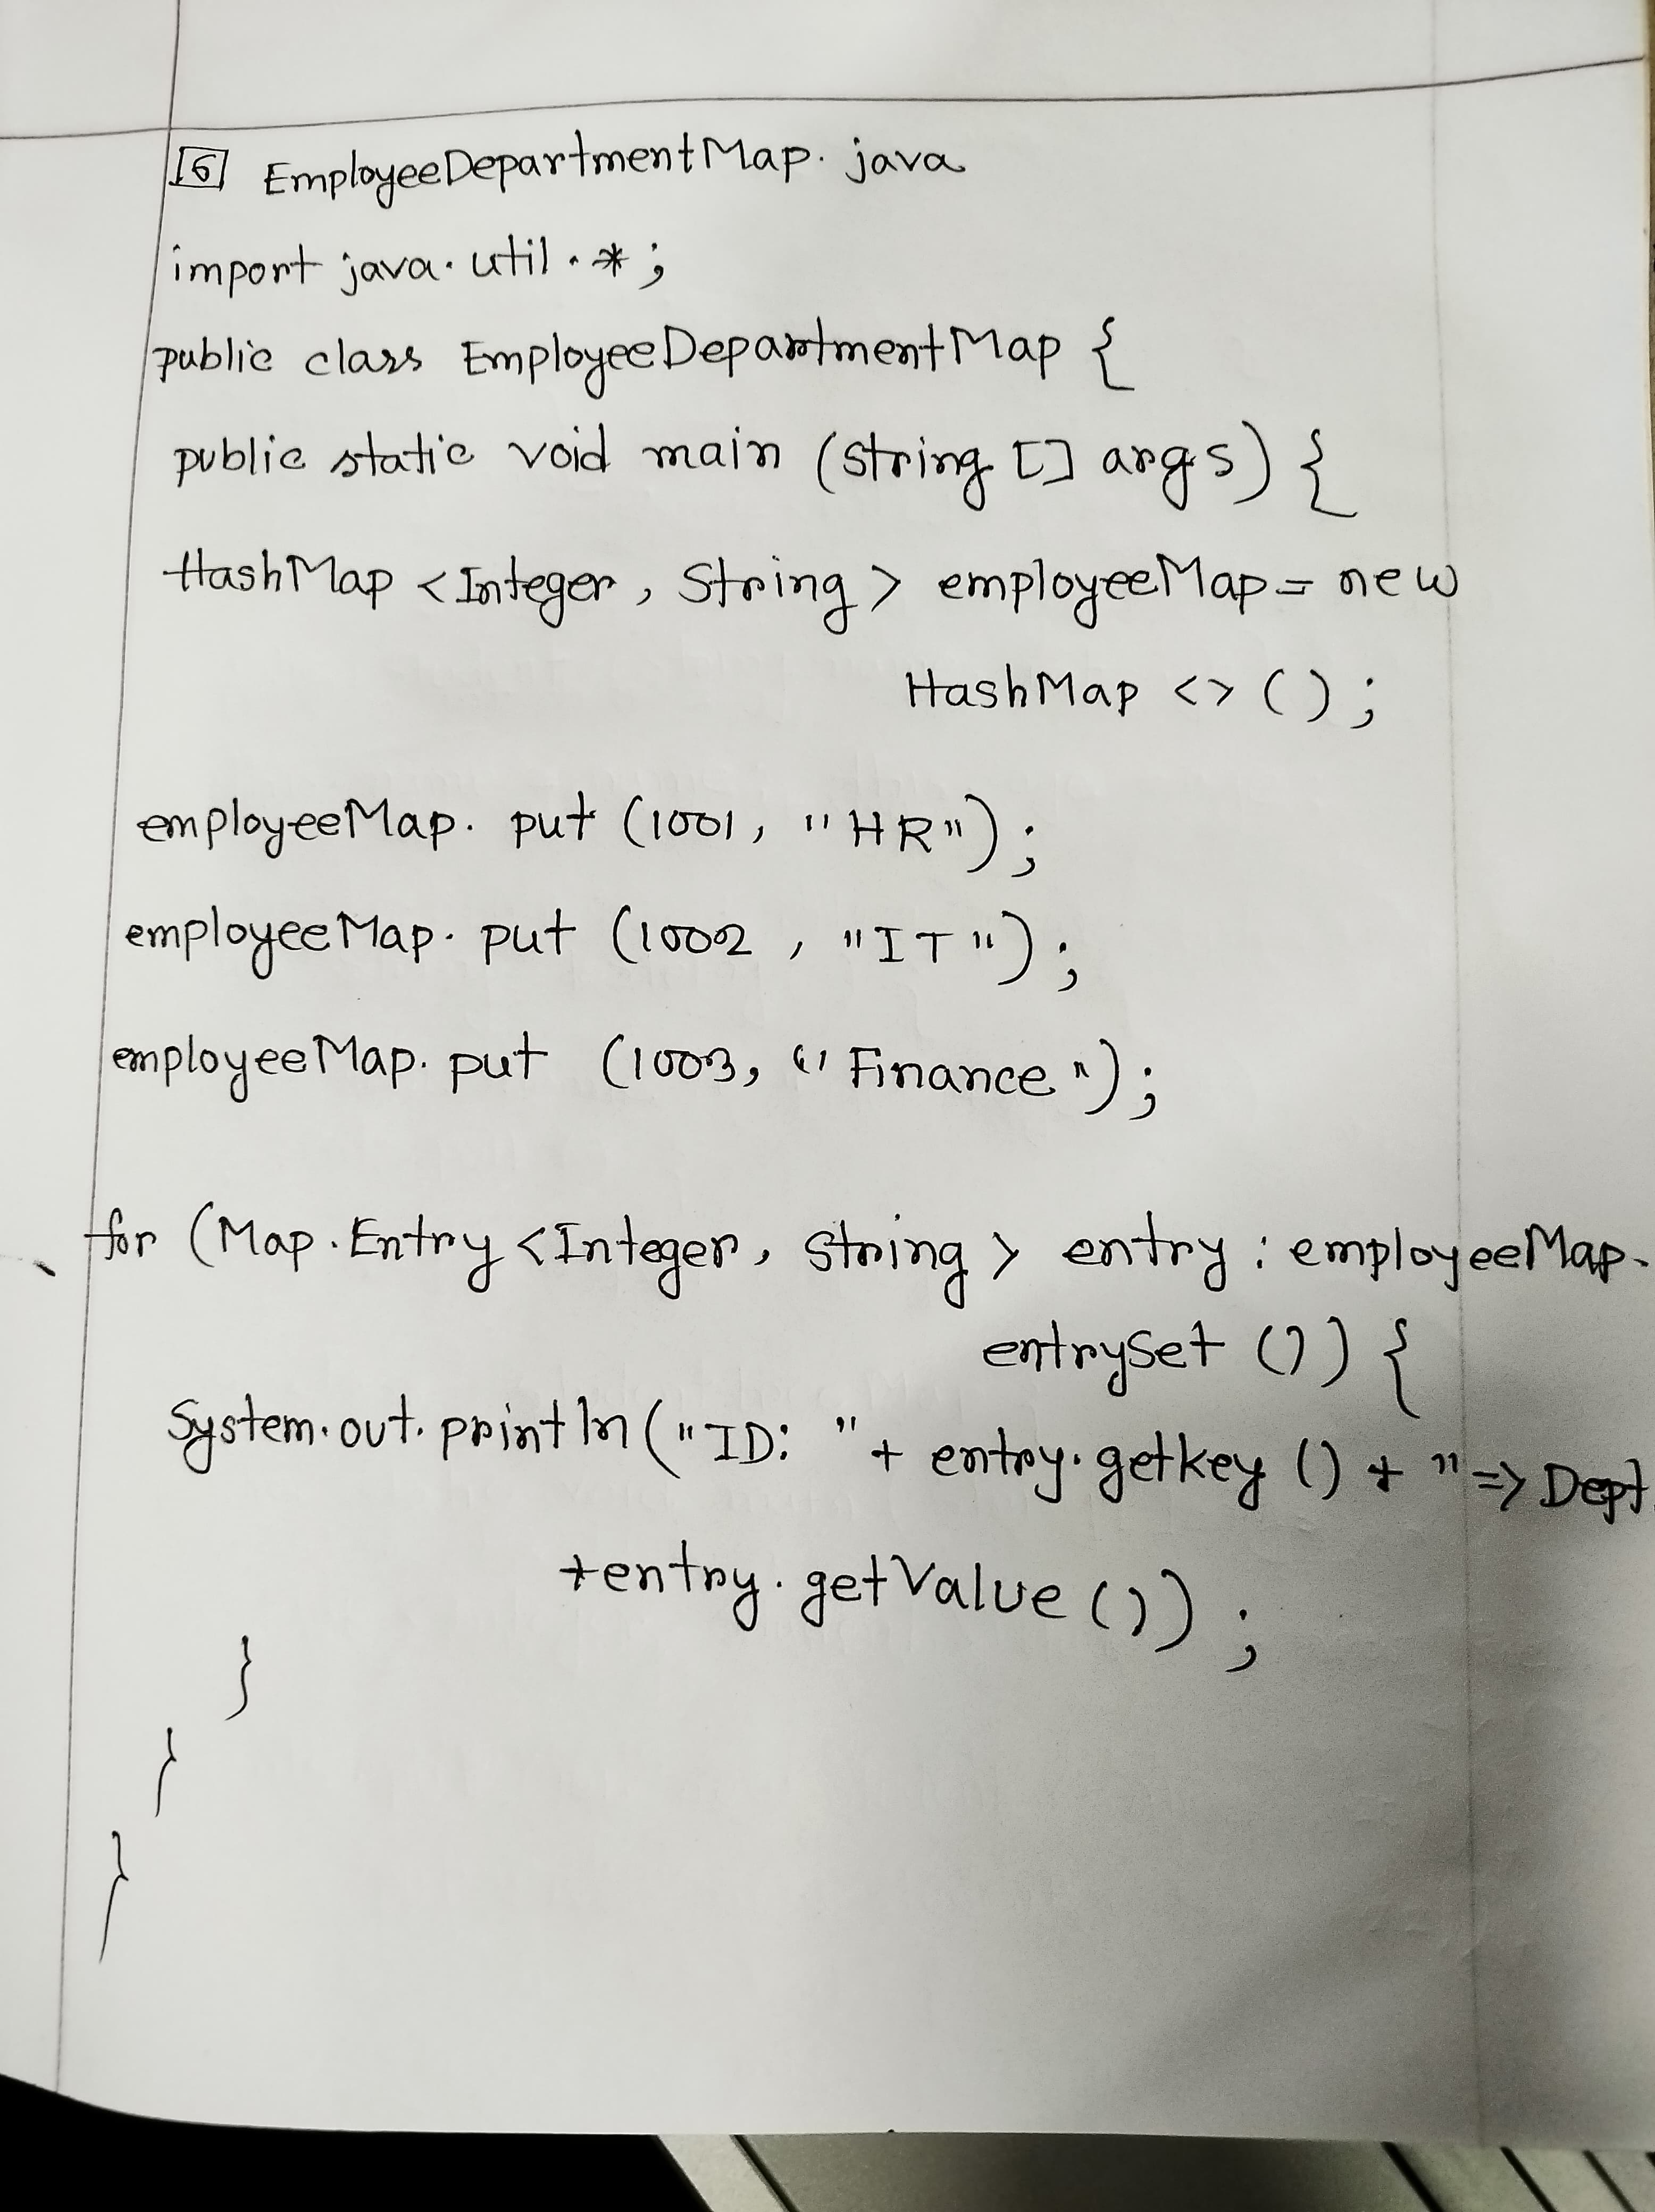 6 EmployeeDepartmentMap. java
import java.util.*;
public class EmployeeDepartmentMap {
public static void main (String [] args) {
HashMap <Integer, String> employeeMap = new
HashMap <> () ;
employeeMap. put (1001, "HR");
employeeMap. put (1002 , "IT");
employeeMap. put (1003, "Finance");
for (Map.Entry <Integer, String> entry : employeeMap.
entrySet ()) {
System.out.println ("ID: " + entry.getkey () + " => Dept
+entry.getValue ()) ;
}
}
}